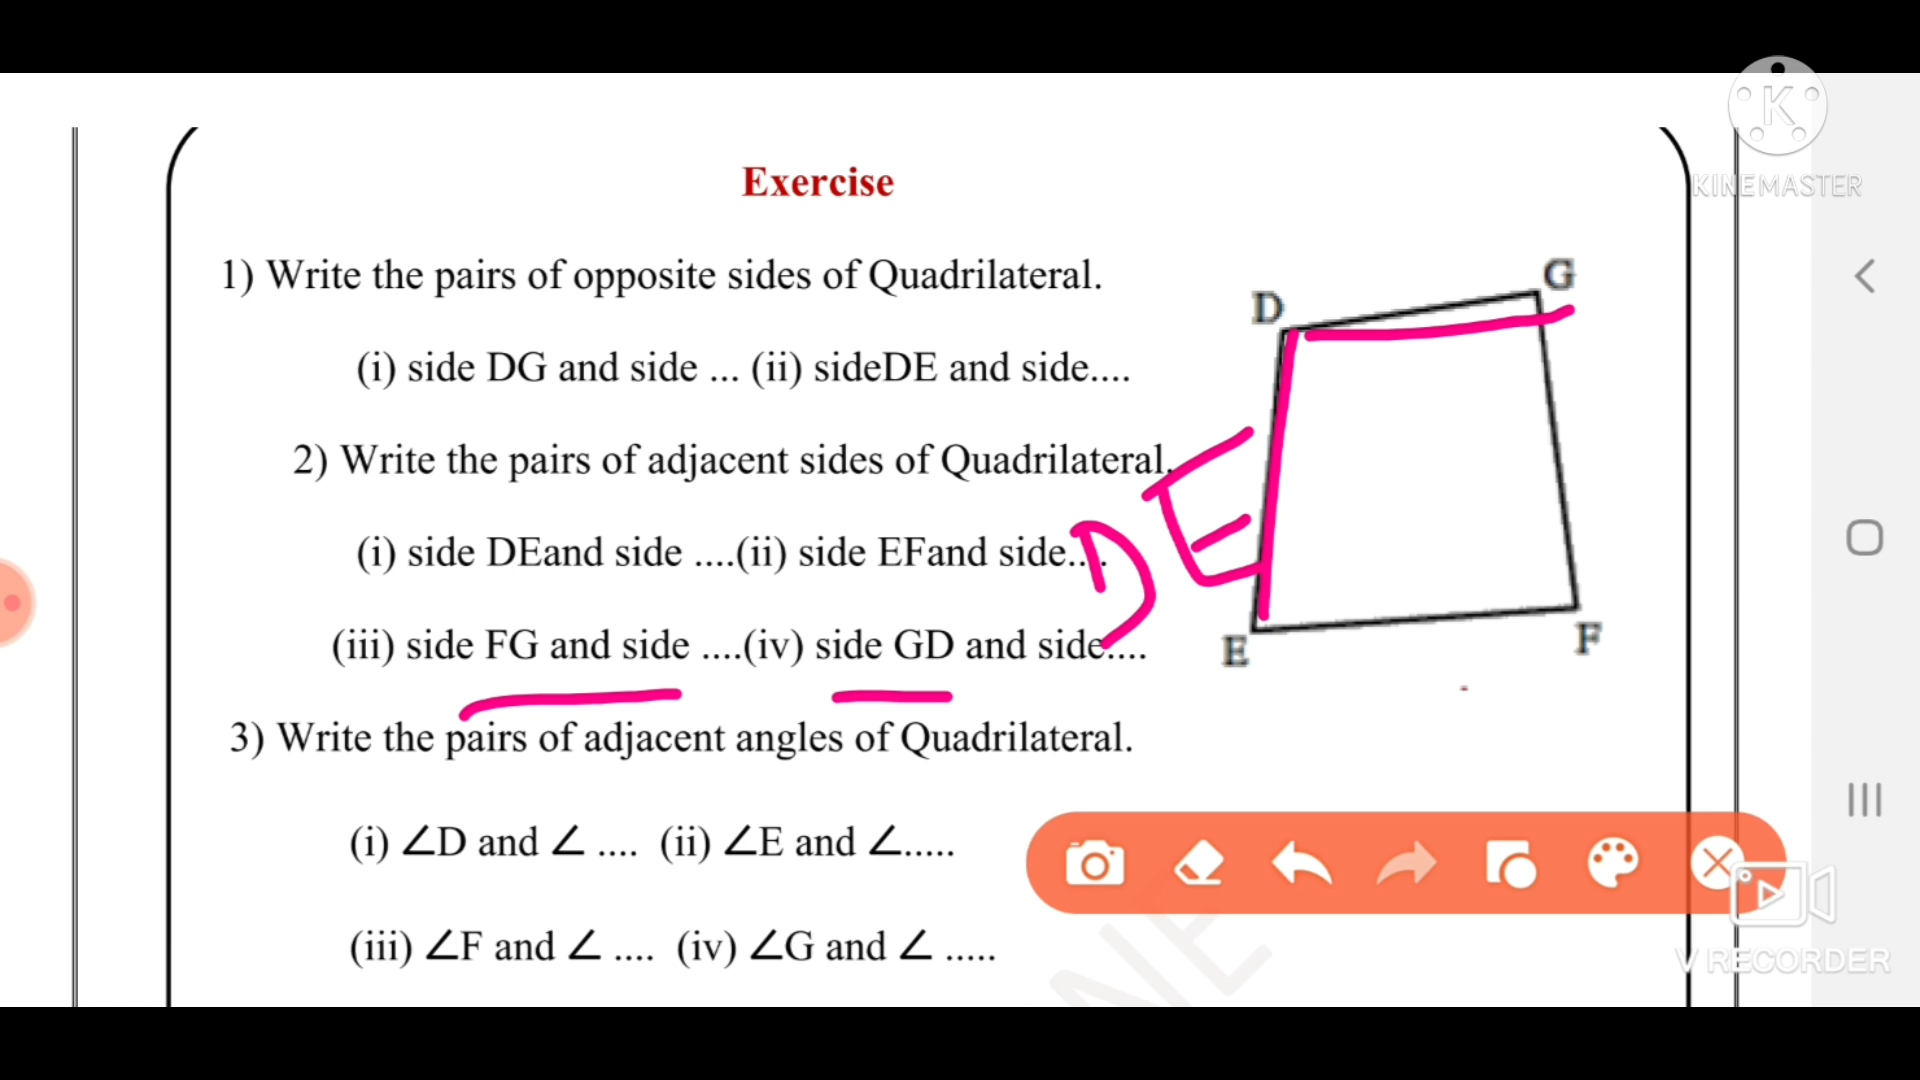 K
KINEMASTER
Exercise
1) Write the pairs of opposite sides of Quadrilateral.
(i) side DG and side ... (ii) sideDE and side....
2) Write the pairs of adjacent sides of Quadrilateral.
(i) side DEand side ....(ii) side EFand side....
(iii) side FG and side ....(iv) side GD and side....
DE
3) Write the pairs of adjacent angles of Quadrilateral.
(i) ∠D and ∠ .... (ii) ∠E and ∠.....
(iii) ∠F and ∠ .... (iv) ∠G and ∠ .....
D
G
E
F
V RECORDER